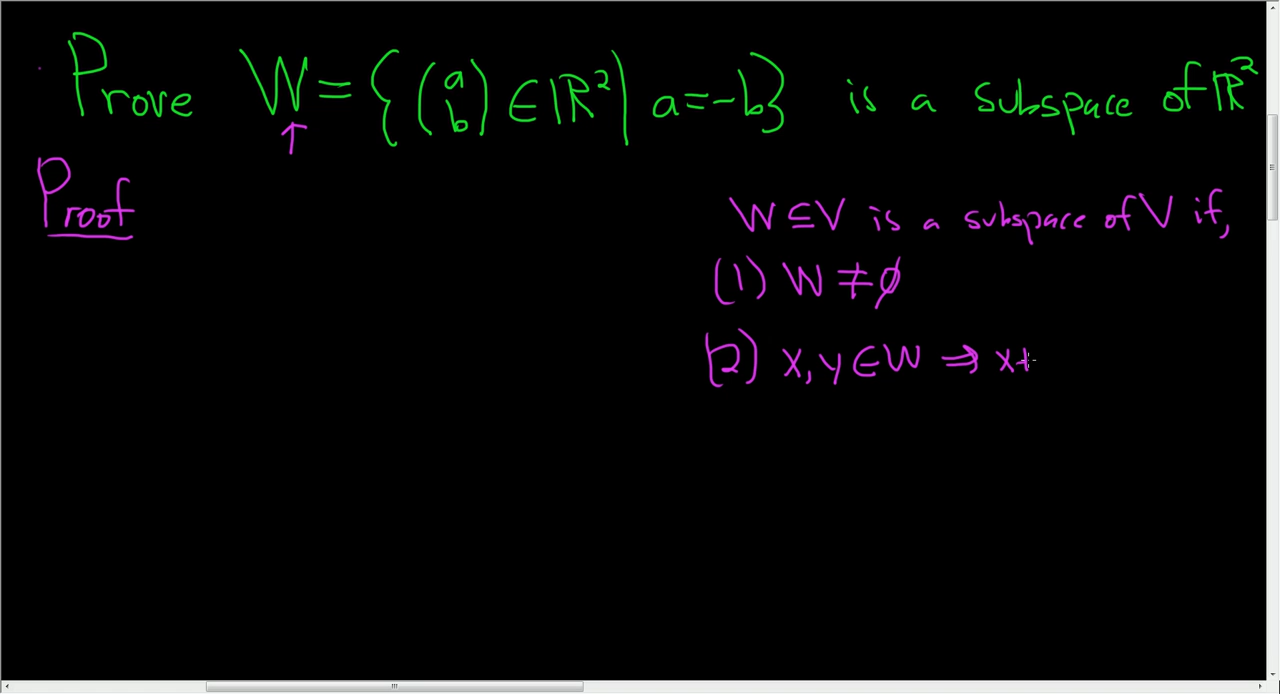 Prove W = { (a b) ∈ ℝ² | a = -b } is a subspace of ℝ²
Proof
W ⊆ V is a subspace of V if,
(1) W ≠ ∅
(2) x, y ∈ W ⇒ x+